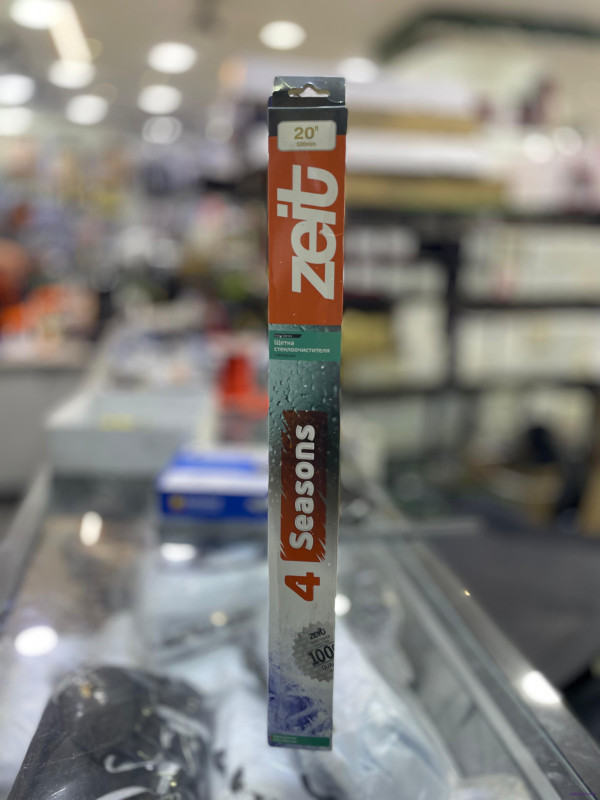 20"
500mm
zeit
Щетка
стеклоочистителя
4 Seasons
zeit
100